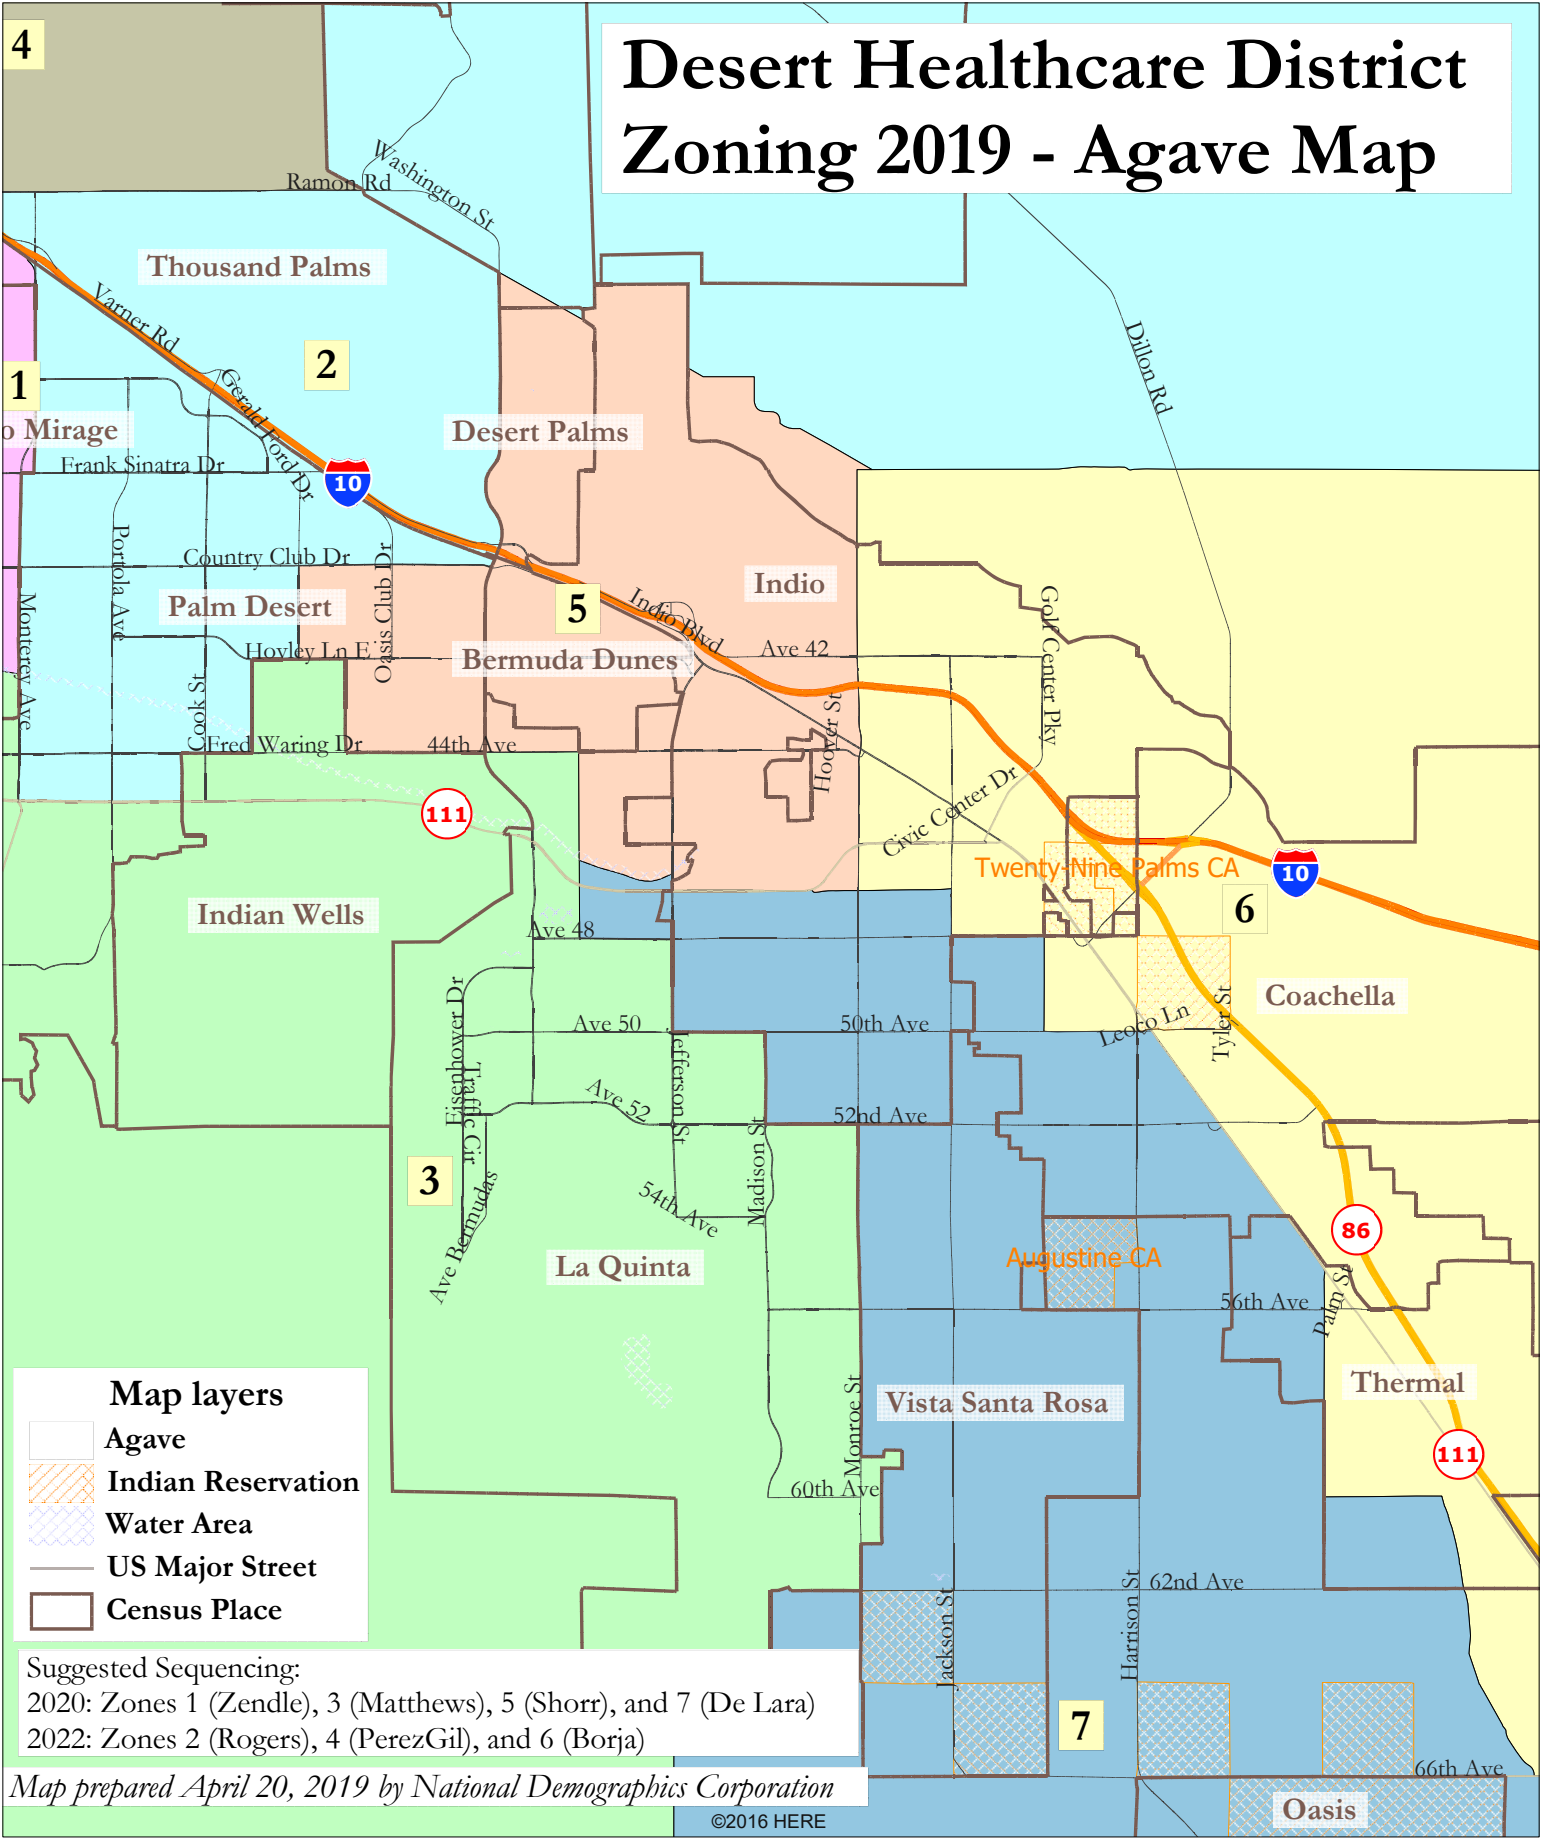 Desert Healthcare District
Zoning 2019 - Agave Map
4
Washington St
Ramon Rd
Thousand Palms
Varner Rd
2
Dillon Rd
1
o Mirage
Gerald Ford Dr
Desert Palms
Frank Sinatra Dr
10
Portola Ave
Country Club Dr
Oasis Club Dr
Indio
Golf Center Pky
Palm Desert
5
Indio Blvd
Monterey Ave
Hovley Ln E
Bermuda Dunes
Ave 42
Cook St
Hoover St
Fred Waring Dr
44th Ave
111
Civic Center Dr
Twenty-Nine Palms CA
10
Indian Wells
6
Ave 48
Coachella
Eisenhower Dr
Ave 50
50th Ave
Leoco Ln
Tyler St
Jefferson St
Traffic Cir
Ave 52
52nd Ave
Madison St
3
54th Ave
Ave Bermudas
86
La Quinta
Augustine CA
56th Ave
Palm St
Thermal
Vista Santa Rosa
Monroe St
111
60th Ave
62nd Ave
Jackson St
Harrison St
7
66th Ave
Oasis
Map layers
Agave
Indian Reservation
Water Area
US Major Street
Census Place
Suggested Sequencing:
2020: Zones 1 (Zendle), 3 (Matthews), 5 (Shorr), and 7 (De Lara)
2022: Zones 2 (Rogers), 4 (PerezGil), and 6 (Borja)
Map prepared April 20, 2019 by National Demographics Corporation
©2016 HERE